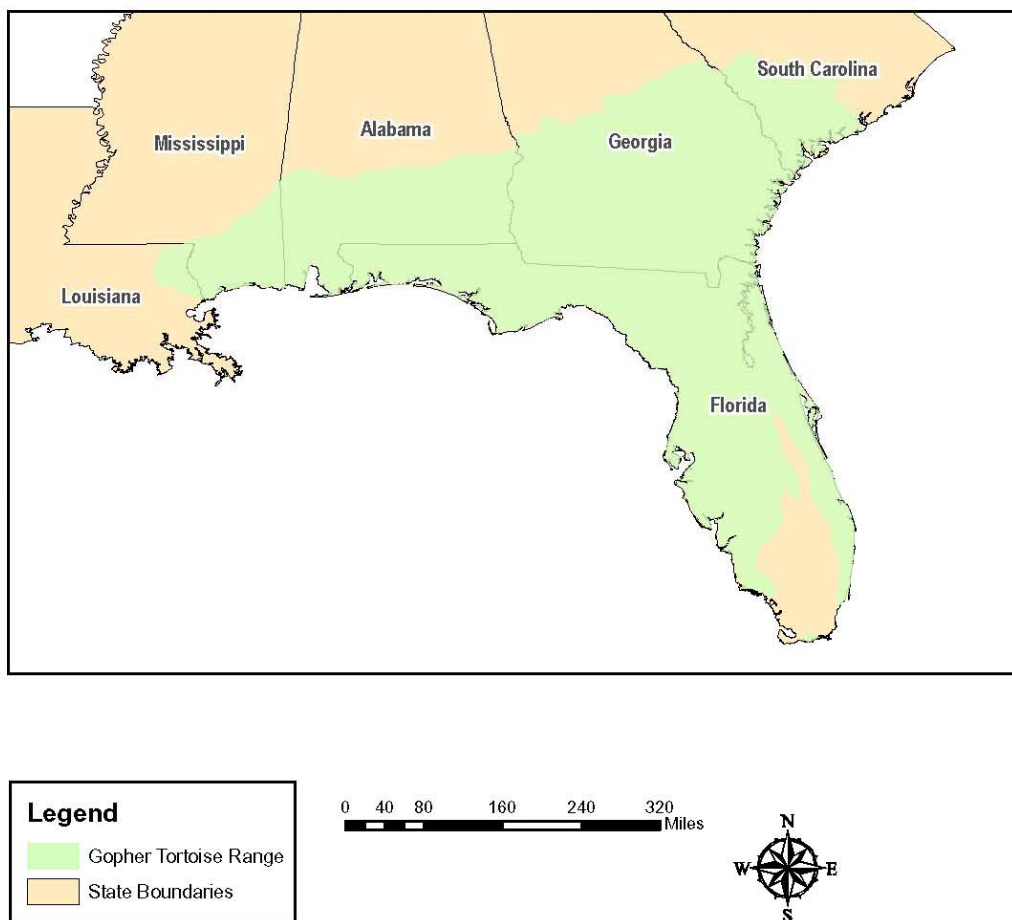 South Carolina
Alabama
Mississippi
Georgia
Louisiana
Florida
Legend
Gopher Tortoise Range
State Boundaries
0 40 80 160 240 320
Miles
N
W E
S